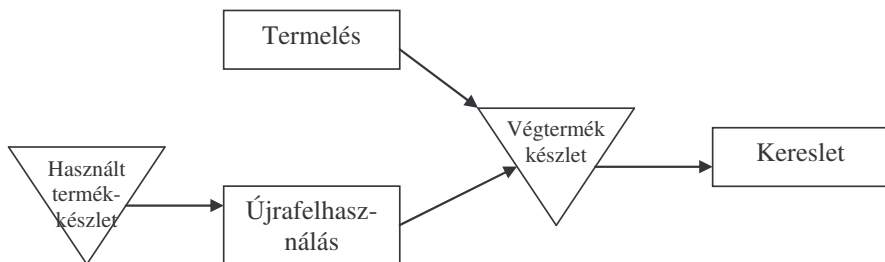 Termelés
Végtermék
készlet
Kereslet
Használt
termék-
készlet
Újrafelhasz-
nálás